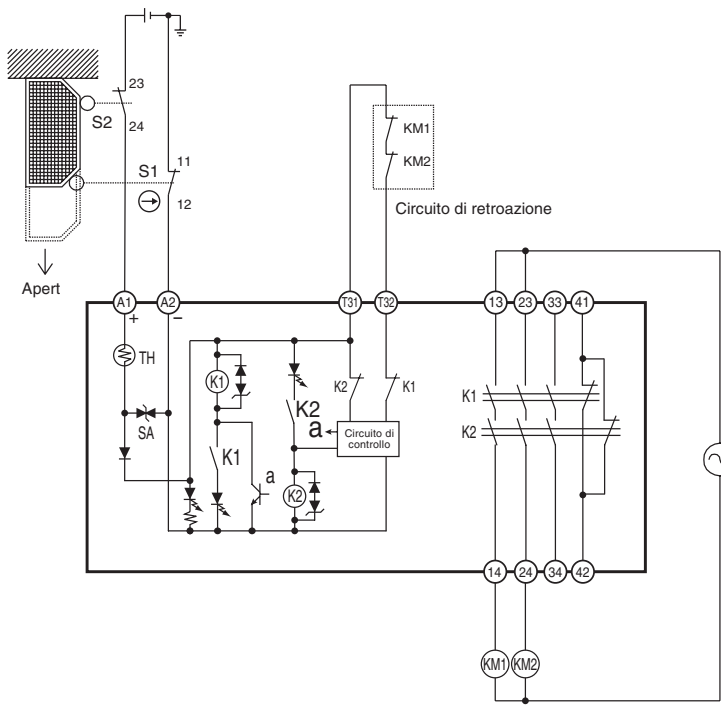 23
S2
24
S1
11
12
KM1
KM2
Circuito di retroazione
Apert
A1
A2
T31
T32
13
23
33
41
+
−
TH
K1
K2
K1
K2
a
Circuito di
controllo
K1
K2
SA
K1
a
K2
14
24
34
42
KM1
KM2